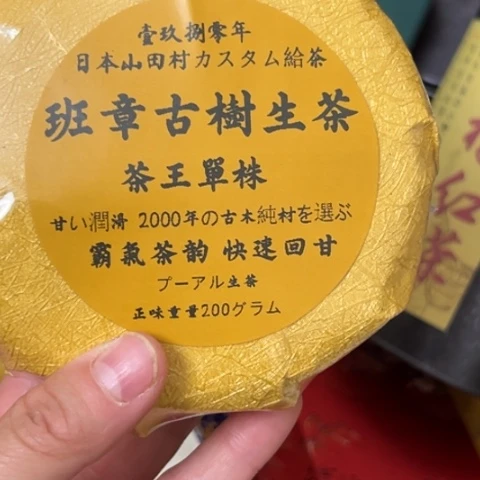 壹玖捌零年
日本山田村カスタム給茶
班章古樹生茶
茶王單株
甘い潤滑 2000年の古木純村を選ぶ
霸氣茶韵 快速回甘
プーアル生茶
正味重量200グラム
红茶